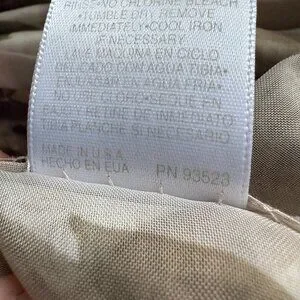 RINSE•NO CHLORINE BLEACH
•TUMBLE DRY REMOVE
IMMEDIATELY•COOL IRON
IF NECESSARY
LAVE MAQUINA EN CICLO
DELICADO CON AGUA TIBIA•
ENJUAGAR EN AGUA FRIA•
NO USE CLORO•SEQUE EN
RETIRE DE INMEDIATO
PLANCHE SI NECESARIO
MADE IN U.S.A.
HECHO EN EUA
PN 93523